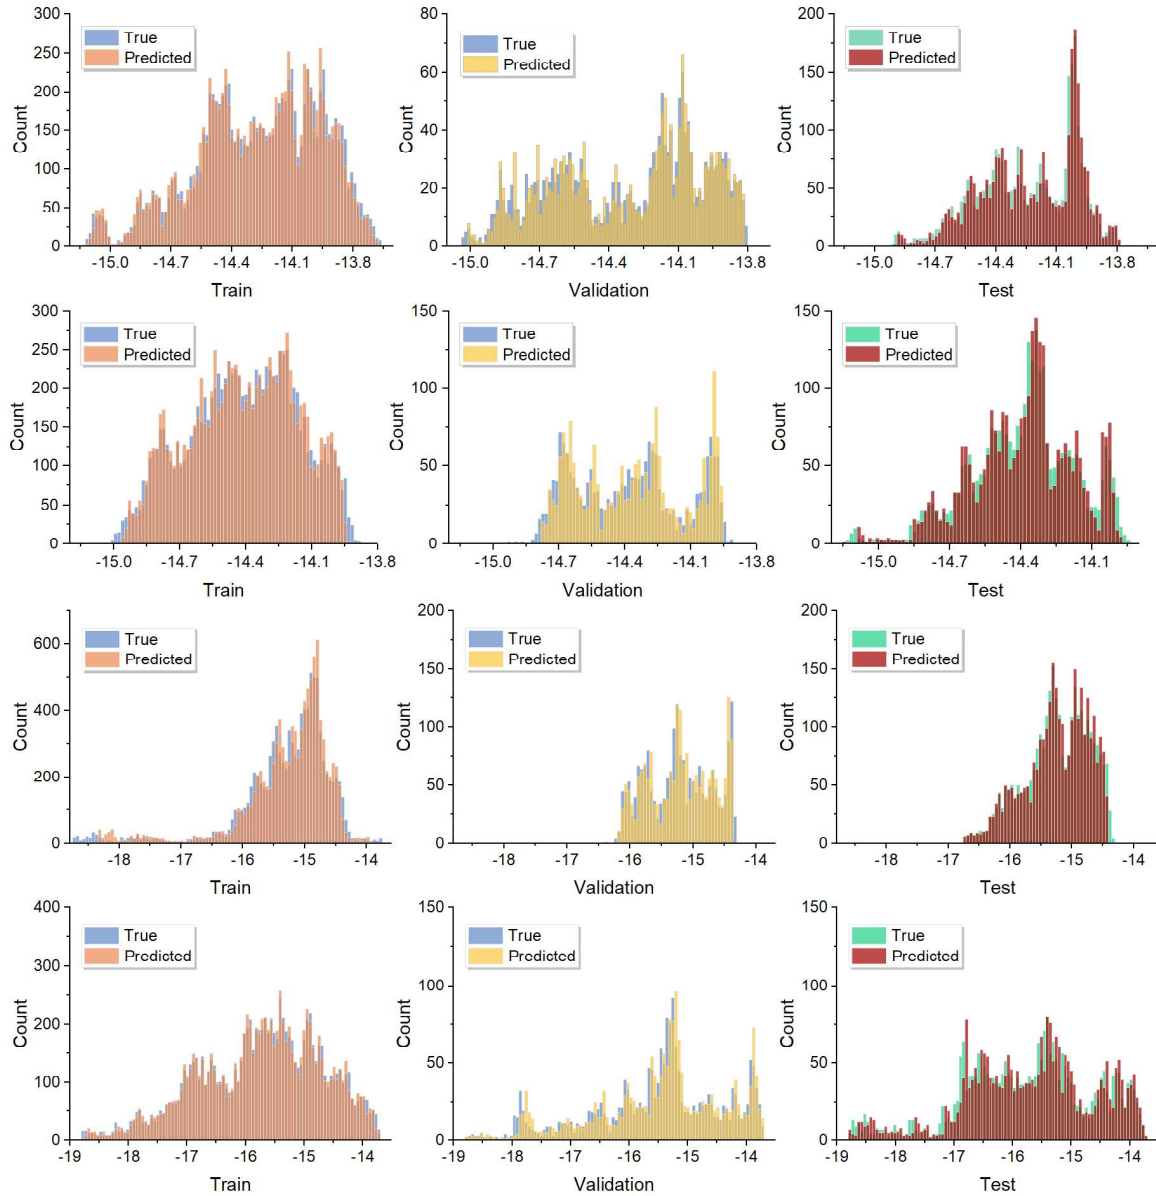 300
250
200
150
100
50
0
Count
True
Predicted
-15.0 -14.7 -14.4 -14.1 -13.8
Train
80
60
40
20
0
Count
True
Predicted
-15.0 -14.7 -14.4 -14.1 -13.8
Validation
200
150
100
50
0
Count
True
Predicted
-15.0 -14.7 -14.4 -14.1 -13.8
Test
300
250
200
150
100
50
0
Count
True
Predicted
-15.0 -14.7 -14.4 -14.1 -13.8
Train
150
100
50
0
Count
True
Predicted
-15.0 -14.7 -14.4 -14.1 -13.8
Validation
150
100
50
0
Count
True
Predicted
-15.0 -14.7 -14.4 -14.1
Test
600
400
200
0
Count
True
Predicted
-18 -17 -16 -15 -14
Train
200
150
100
50
0
Count
True
Predicted
-18 -17 -16 -15 -14
Validation
200
150
100
50
0
Count
True
Predicted
-18 -17 -16 -15 -14
Test
400
300
200
100
0
Count
True
Predicted
-19 -18 -17 -16 -15 -14
Train
150
100
50
0
Count
True
Predicted
-19 -18 -17 -16 -15 -14
Validation
150
100
50
0
Count
True
Predicted
-19 -18 -17 -16 -15 -14
Test